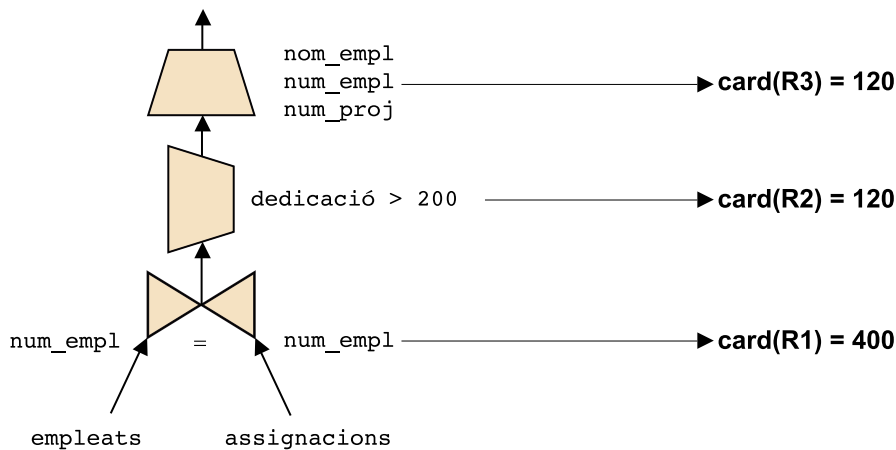 nom_empl
num_empl card(R3) = 120
num_proj
dedicació > 200 card(R2) = 120
num_empl = num_empl card(R1) = 400
empleats assignacions